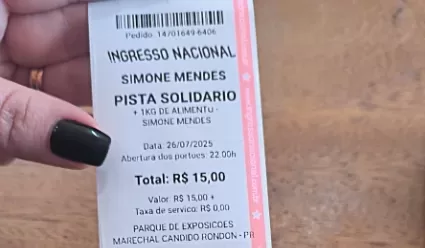 Pedido: 14701649-6406
INGRESSO NACIONAL
SIMONE MENDES
PISTA SOLIDARIO
+ 1KG DE ALIMENTU -
SIMONE MENDES
Data: 26/07/2025
Abertura dos portões: 22:00h
Total: R$ 15,00
Valor: R$ 15,00 +
Taxa de servico: R$ 0,00
PARQUE DE EXPOSICOES
MARECHAL CANDIDO RONDON - PR